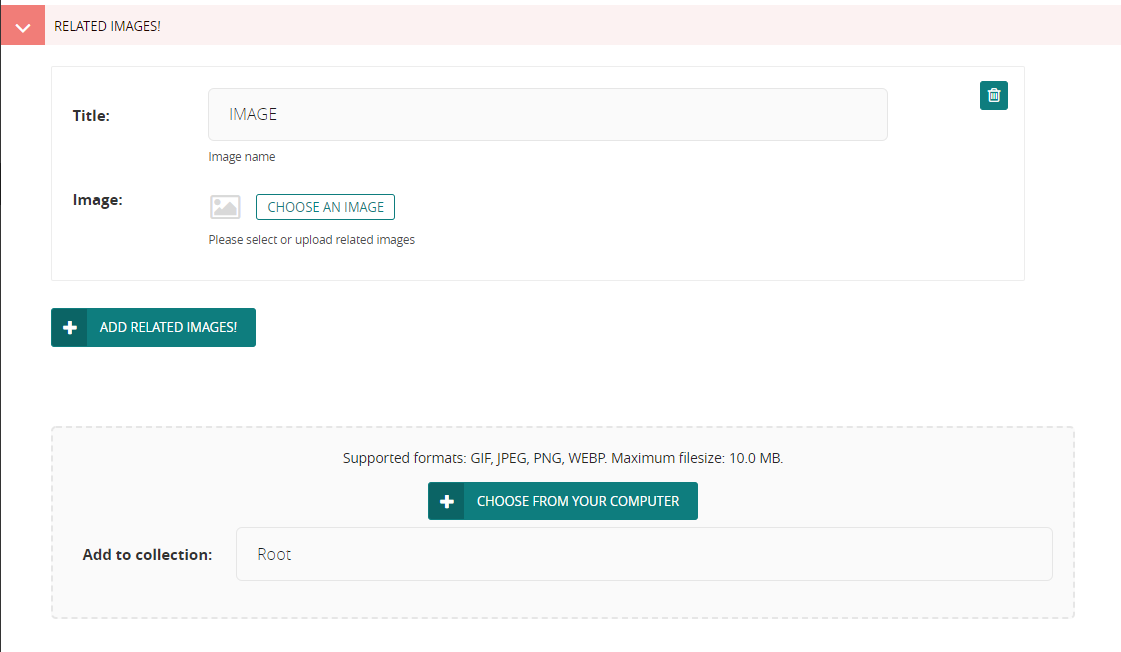 RELATED IMAGES!
Title:
IMAGE
Image name
Image:
CHOOSE AN IMAGE
Please select or upload related images
ADD RELATED IMAGES!
Supported formats: GIF, JPEG, PNG, WEBP. Maximum filesize: 10.0 MB.
CHOOSE FROM YOUR COMPUTER
Add to collection:
Root